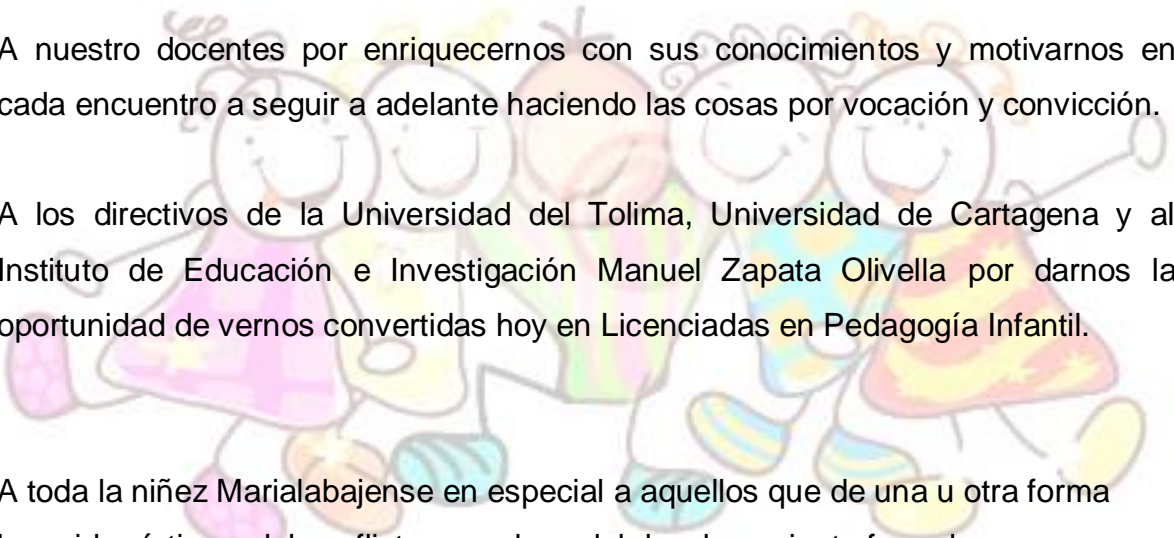 A nuestro docentes por enriquecernos con sus conocimientos y motivarnos en
cada encuentro a seguir a adelante haciendo las cosas por vocación y convicción.
A los directivos de la Universidad del Tolima, Universidad de Cartagena y al
Instituto de Educación e Investigación Manuel Zapata Olivella por darnos la
oportunidad de vernos convertidas hoy en Licenciadas en Pedagogía Infantil.
A toda la niñez Marialabajense en especial a aquellos que de una u otra forma